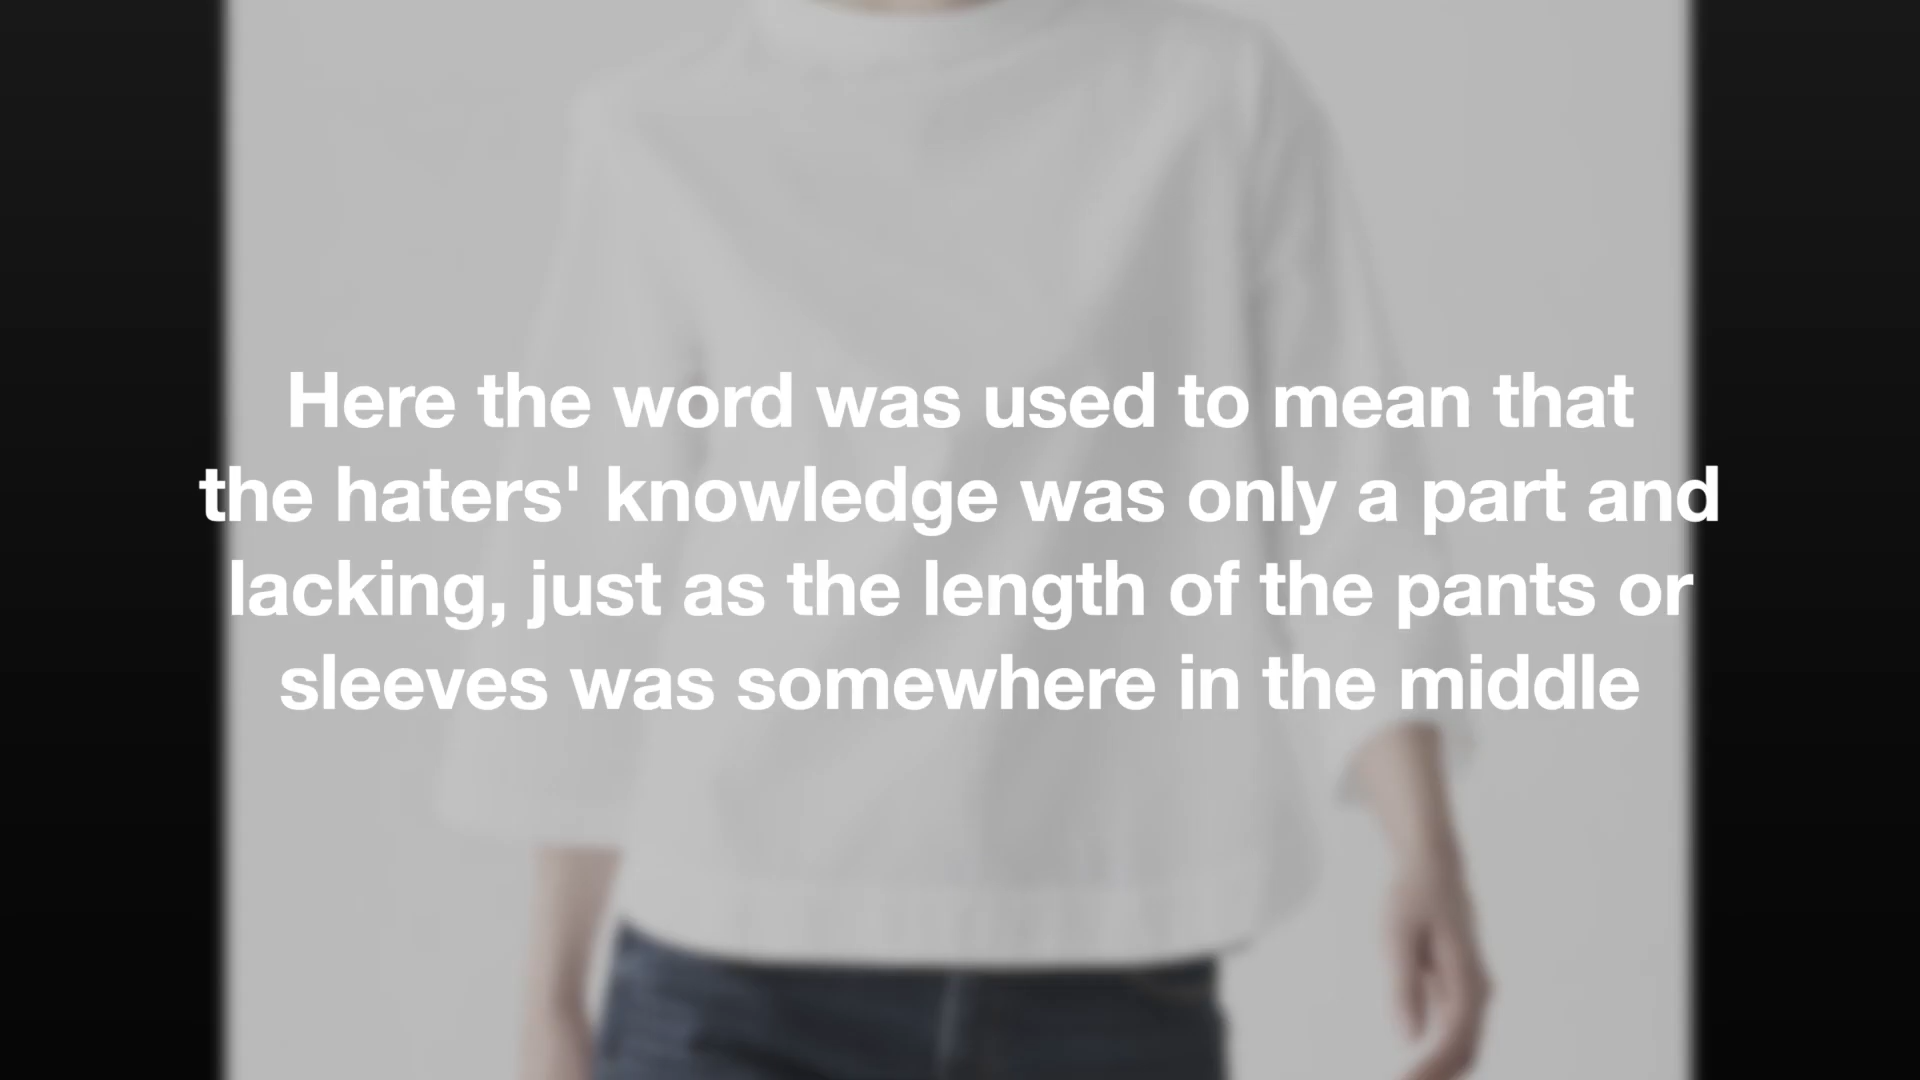 Here the word was used to mean that
the haters' knowledge was only a part and
lacking, just as the length of the pants or
sleeves was somewhere in the middle